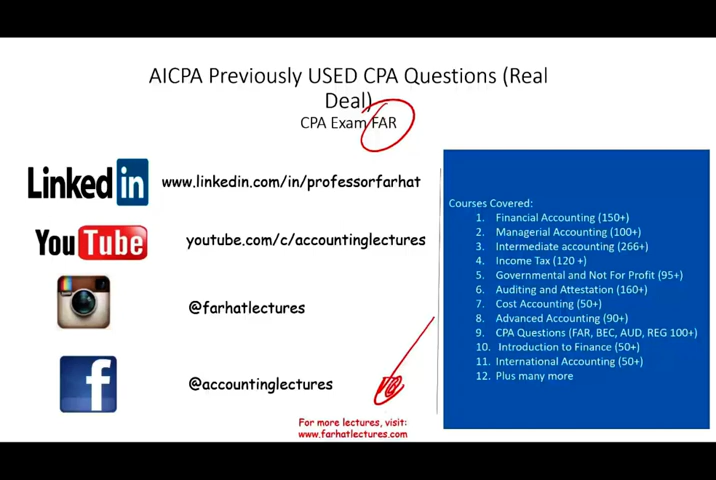 AICPA Previously USED CPA Questions (Real
Deal)
CPA Exam FAR
Linked in
www.linkedin.com/in/professorfarhat
You Tube
youtube.com/c/accountinglectures
@farhatlectures
f
@accountinglectures
For more lectures, visit:
www.farhatlectures.com
Courses Covered:
1. Financial Accounting (150+)
2. Managerial Accounting (100+)
3. Intermediate accounting (266+)
4. Income Tax (120 +)
5. Governmental and Not For Profit (95+)
6. Auditing and Attestation (160+)
7. Cost Accounting (50+)
8. Advanced Accounting (90+)
9. CPA Questions (FAR, BEC, AUD, REG 100+)
10. Introduction to Finance (50+)
11. International Accounting (50+)
12. Plus many more